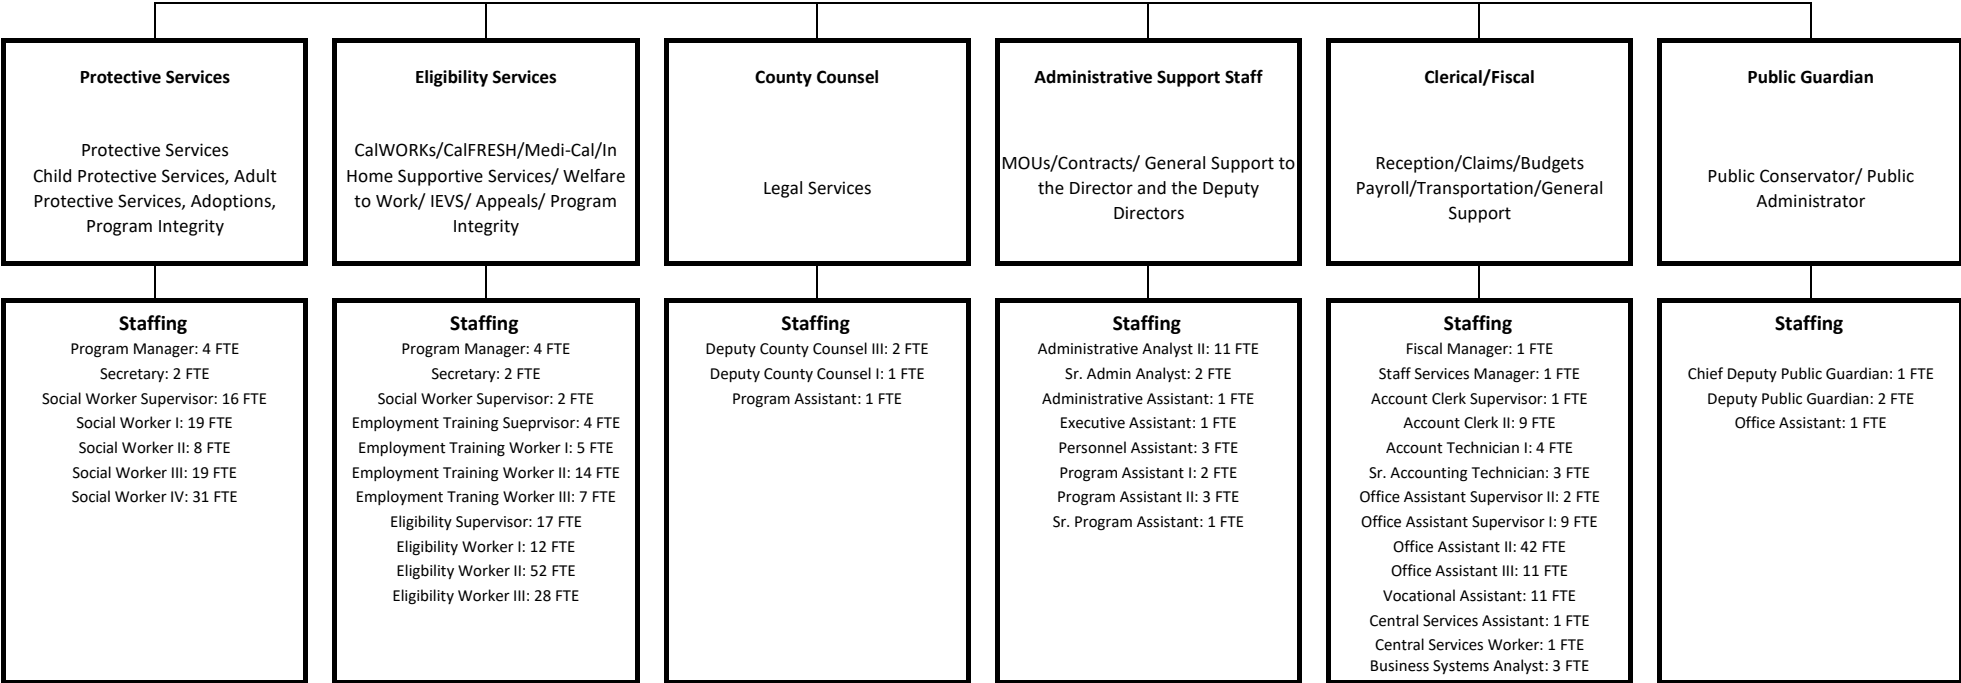 Protective Services
Protective Services
Child Protective Services, Adult
Protective Services, Adoptions,
Program Integrity
Eligibility Services
CalWORKs/CalFRESH/Medi-Cal/In
Home Supportive Services/ Welfare
to Work/ IEVS/ Appeals/ Program
Integrity
County Counsel
Legal Services
Administrative Support Staff
MOUs/Contracts/ General Support to
the Director and the Deputy
Directors
Clerical/Fiscal
Reception/Claims/Budgets
Payroll/Transportation/General
Support
Public Guardian
Public Conservator/ Public
Administrator
Staffing
Program Manager: 4 FTE
Secretary: 2 FTE
Social Worker Supervisor: 16 FTE
Social Worker I: 19 FTE
Social Worker II: 8 FTE
Social Worker III: 19 FTE
Social Worker IV: 31 FTE
Staffing
Program Manager: 4 FTE
Secretary: 2 FTE
Social Worker Supervisor: 2 FTE
Employment Training Sueprvisor: 4 FTE
Employment Training Worker I: 5 FTE
Employment Training Worker II: 14 FTE
Employment Traning Worker III: 7 FTE
Eligibility Supervisor: 17 FTE
Eligibility Worker I: 12 FTE
Eligbility Worker II: 52 FTE
Eligibility Worker III: 28 FTE
Staffing
Deputy County Counsel III: 2 FTE
Deputy County Counsel I: 1 FTE
Program Assistant: 1 FTE
Staffing
Administrative Analyst II: 11 FTE
Sr. Admin Analyst: 2 FTE
Administrative Assistant: 1 FTE
Executive Assistant: 1 FTE
Personnel Assistant: 3 FTE
Program Assistant I: 2 FTE
Program Assistant II: 3 FTE
Sr. Program Assistant: 1 FTE
Staffing
Fiscal Manager: 1 FTE
Staff Services Manager: 1 FTE
Account Clerk Supervisor: 1 FTE
Account Clerk II: 9 FTE
Account Technician I: 4 FTE
Sr. Accounting Technician: 3 FTE
Office Assistant Supervisor II: 2 FTE
Office Assistant Supervisor I: 9 FTE
Office Assistant II: 42 FTE
Office Assistant III: 11 FTE
Vocational Assistant: 11 FTE
Central Services Assistant: 1 FTE
Central Services Worker: 1 FTE
Business Systems Analyst: 3 FTE
Staffing
Chief Deputy Public Guardian: 1 FTE
Deputy Public Guardian: 2 FTE
Office Assistant: 1 FTE